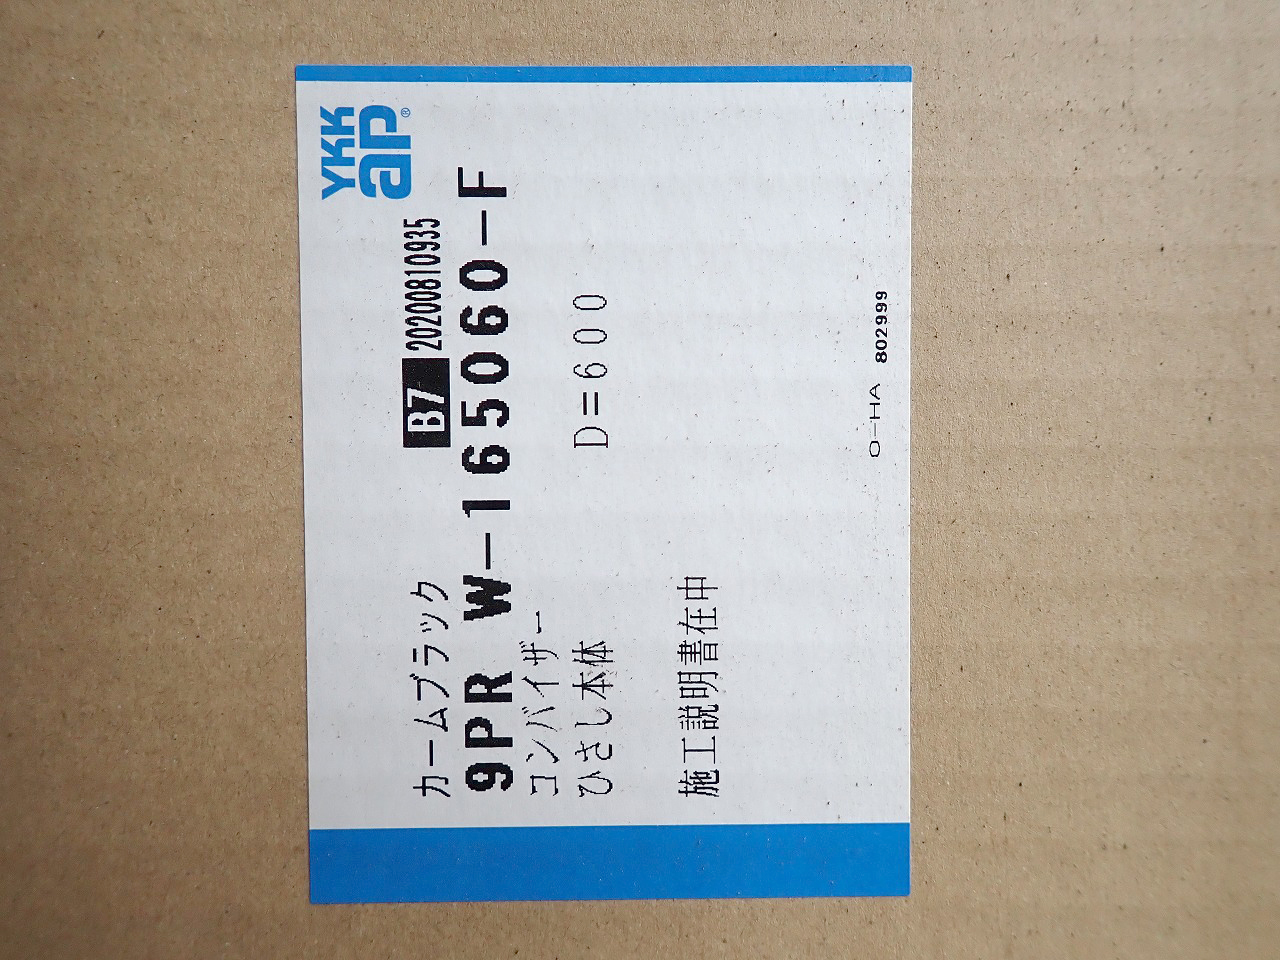 YKK
ap®
カームブラック B7 20200810935
9PR W-165060-F
コンバイザー
ひさし本体 D=600
施工説明書在中
O-HA 802999